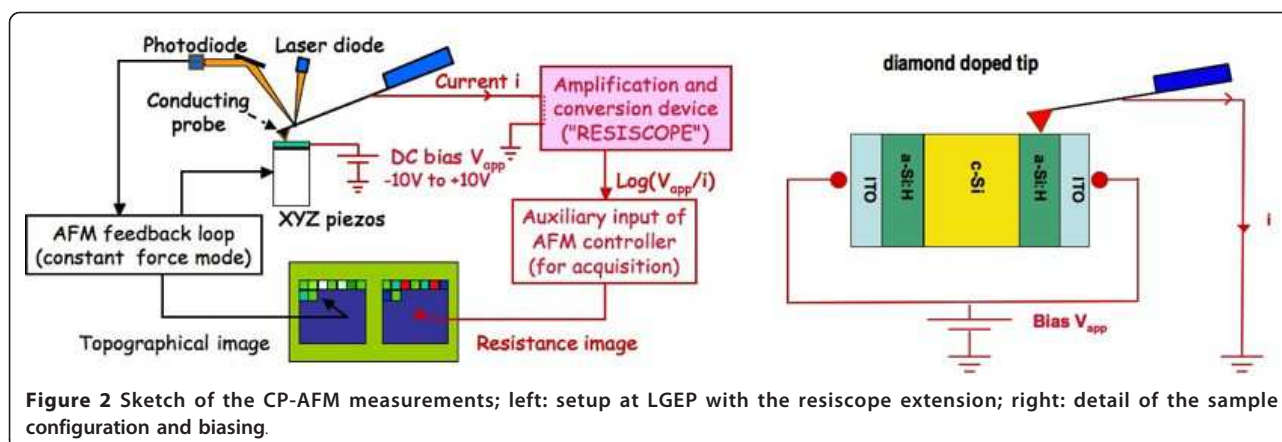 Photodiode
Laser diode
Current i
Conducting
probe
DC bias Vapp
-10V to +10V
XYZ piezos
Amplification and
conversion device
("RESISCOPE")
Log(Vapp/i)
Auxiliary input of
AFM controller
(for acquisition)
AFM feedback loop
(constant force mode)
Topographical image
Resistance image
diamond doped tip
ITO
a-Si:H
c-Si
a-Si:H
ITO
i
Bias Vapp
Figure 2 Sketch of the CP-AFM measurements; left: setup at LGEP with the resiscope extension; right: detail of the sample
configuration and biasing.